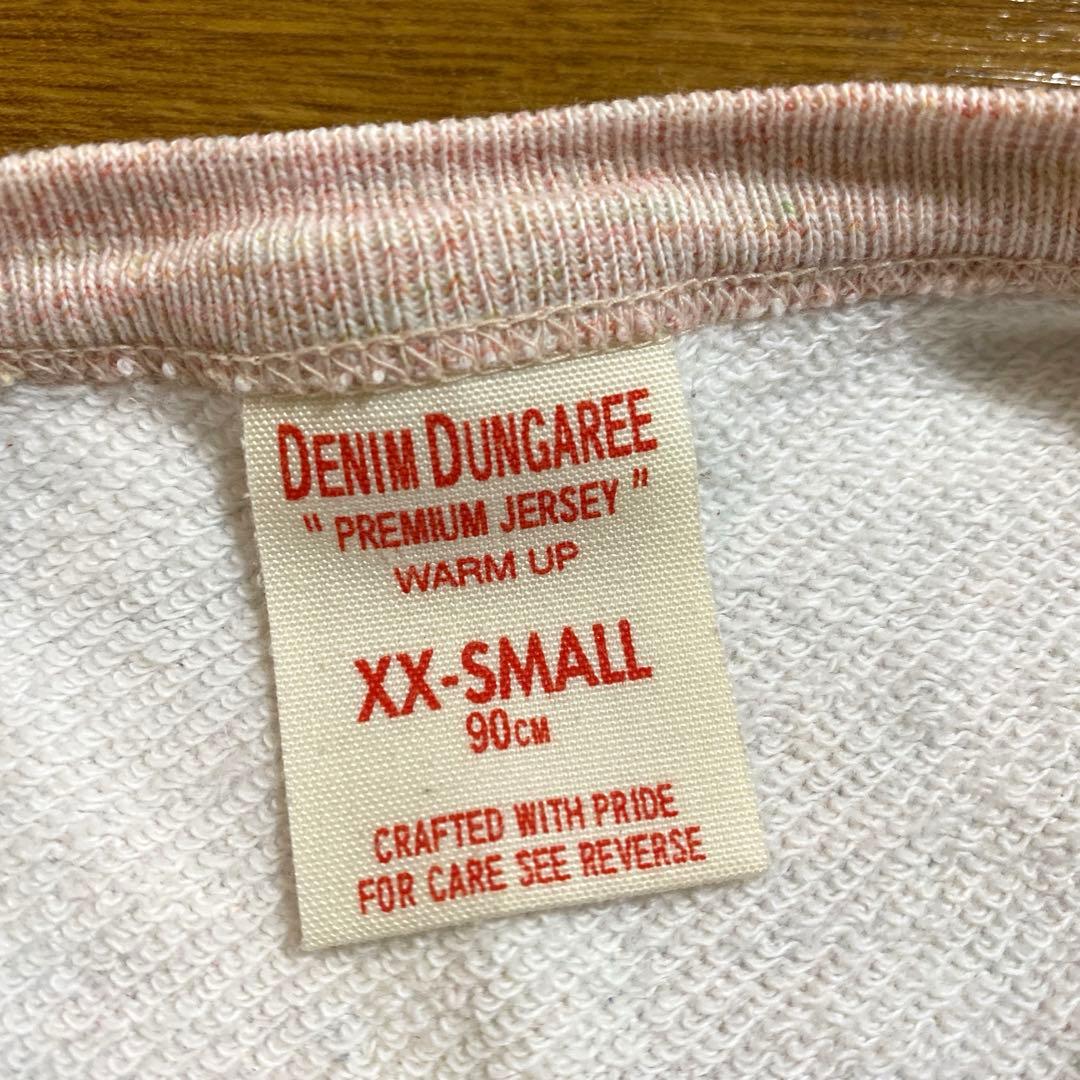 DENIM DUNGAREE
"PREMIUM JERSEY"
WARM UP
XX-SMALL
90CM
CRAFTED WITH PRIDE
FOR CARE SEE REVERSE